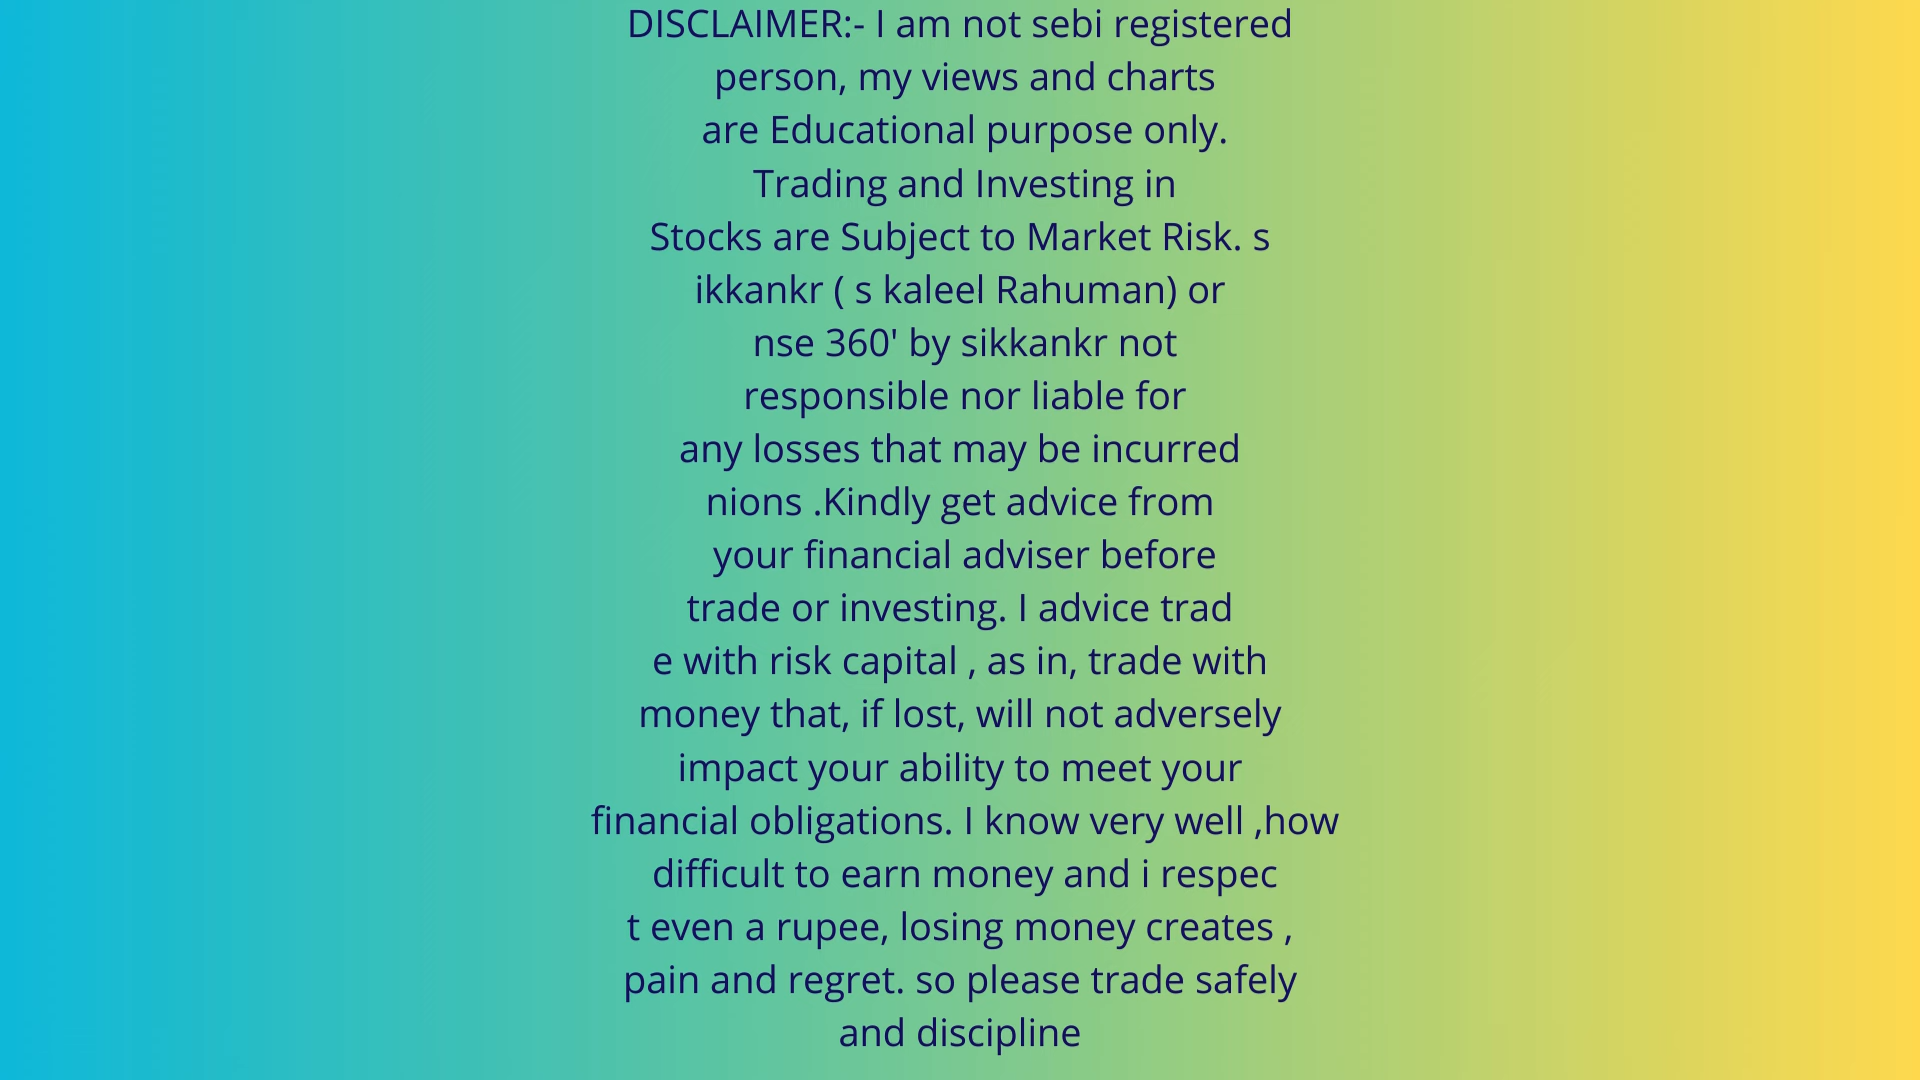 DISCLAIMER:- I am not sebi registered
person, my views and charts
are Educational purpose only.
Trading and Investing in
Stocks are Subject to Market Risk. s
ikkankr ( s kaleel Rahuman) or
nse 360' by sikkankr not
responsible nor liable for
any losses that may be incurred
nions .Kindly get advice from
your financial adviser before
trade or investing. I advice trad
e with risk capital , as in, trade with
money that, if lost, will not adversely
impact your ability to meet your
financial obligations. I know very well ,how
difficult to earn money and i respec
t even a rupee, losing money creates ,
pain and regret. so please trade safely
and discipline